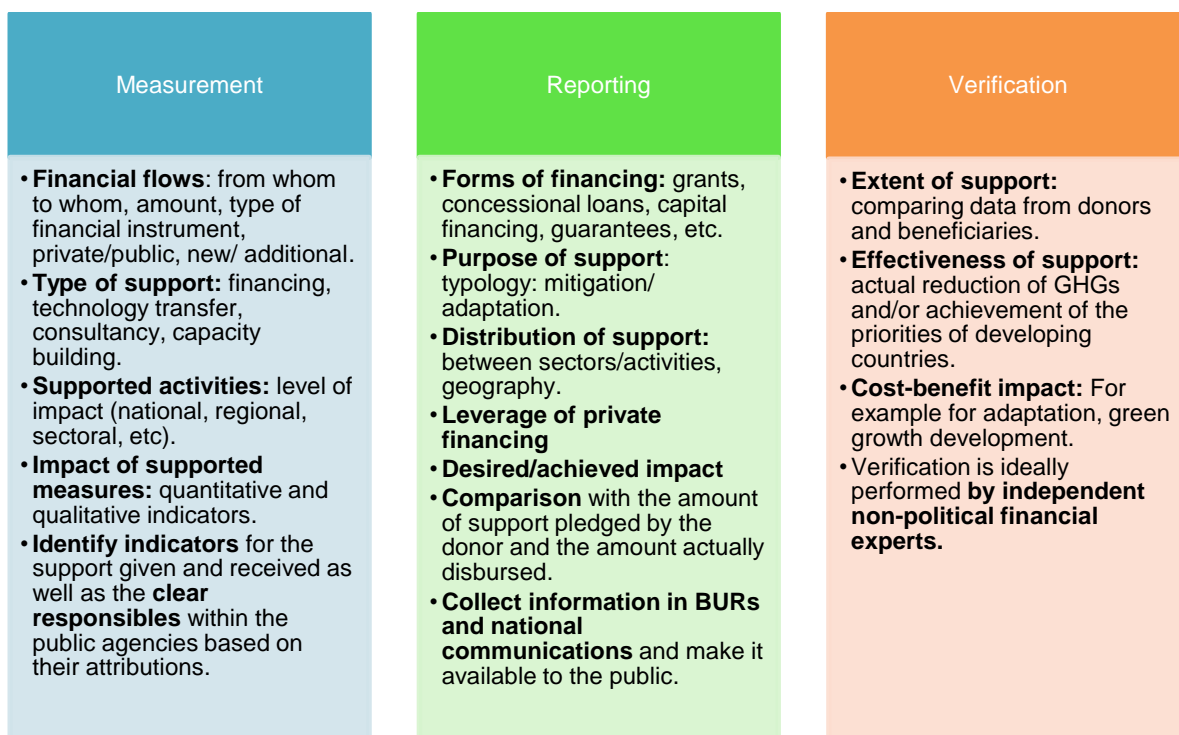 Measurement
• Financial flows: from whom
to whom, amount, type of
financial instrument,
private/public, new/ additional.
• Type of support: financing,
technology transfer,
consultancy, capacity
building.
• Supported activities: level of
impact (national, regional,
sectoral, etc).
• Impact of supported
measures: quantitative and
qualitative indicators.
• Identify indicators for the
support given and received as
well as the clear
responsibles within the
public agencies based on
their attributions.
Reporting
• Forms of financing: grants,
concessional loans, capital
financing, guarantees, etc.
• Purpose of support:
typology: mitigation/
adaptation.
• Distribution of support:
between sectors/activities,
geography.
• Leverage of private
financing
• Desired/achieved impact
• Comparison with the amount
of support pledged by the
donor and the amount actually
disbursed.
• Collect information in BURs
and national
communications and make it
available to the public.
Verification
• Extent of support:
comparing data from donors
and beneficiaries.
• Effectiveness of support:
actual reduction of GHGs
and/or achievement of the
priorities of developing
countries.
• Cost-benefit impact: For
example for adaptation, green
growth development.
• Verification is ideally
performed by independent
non-political financial
experts.